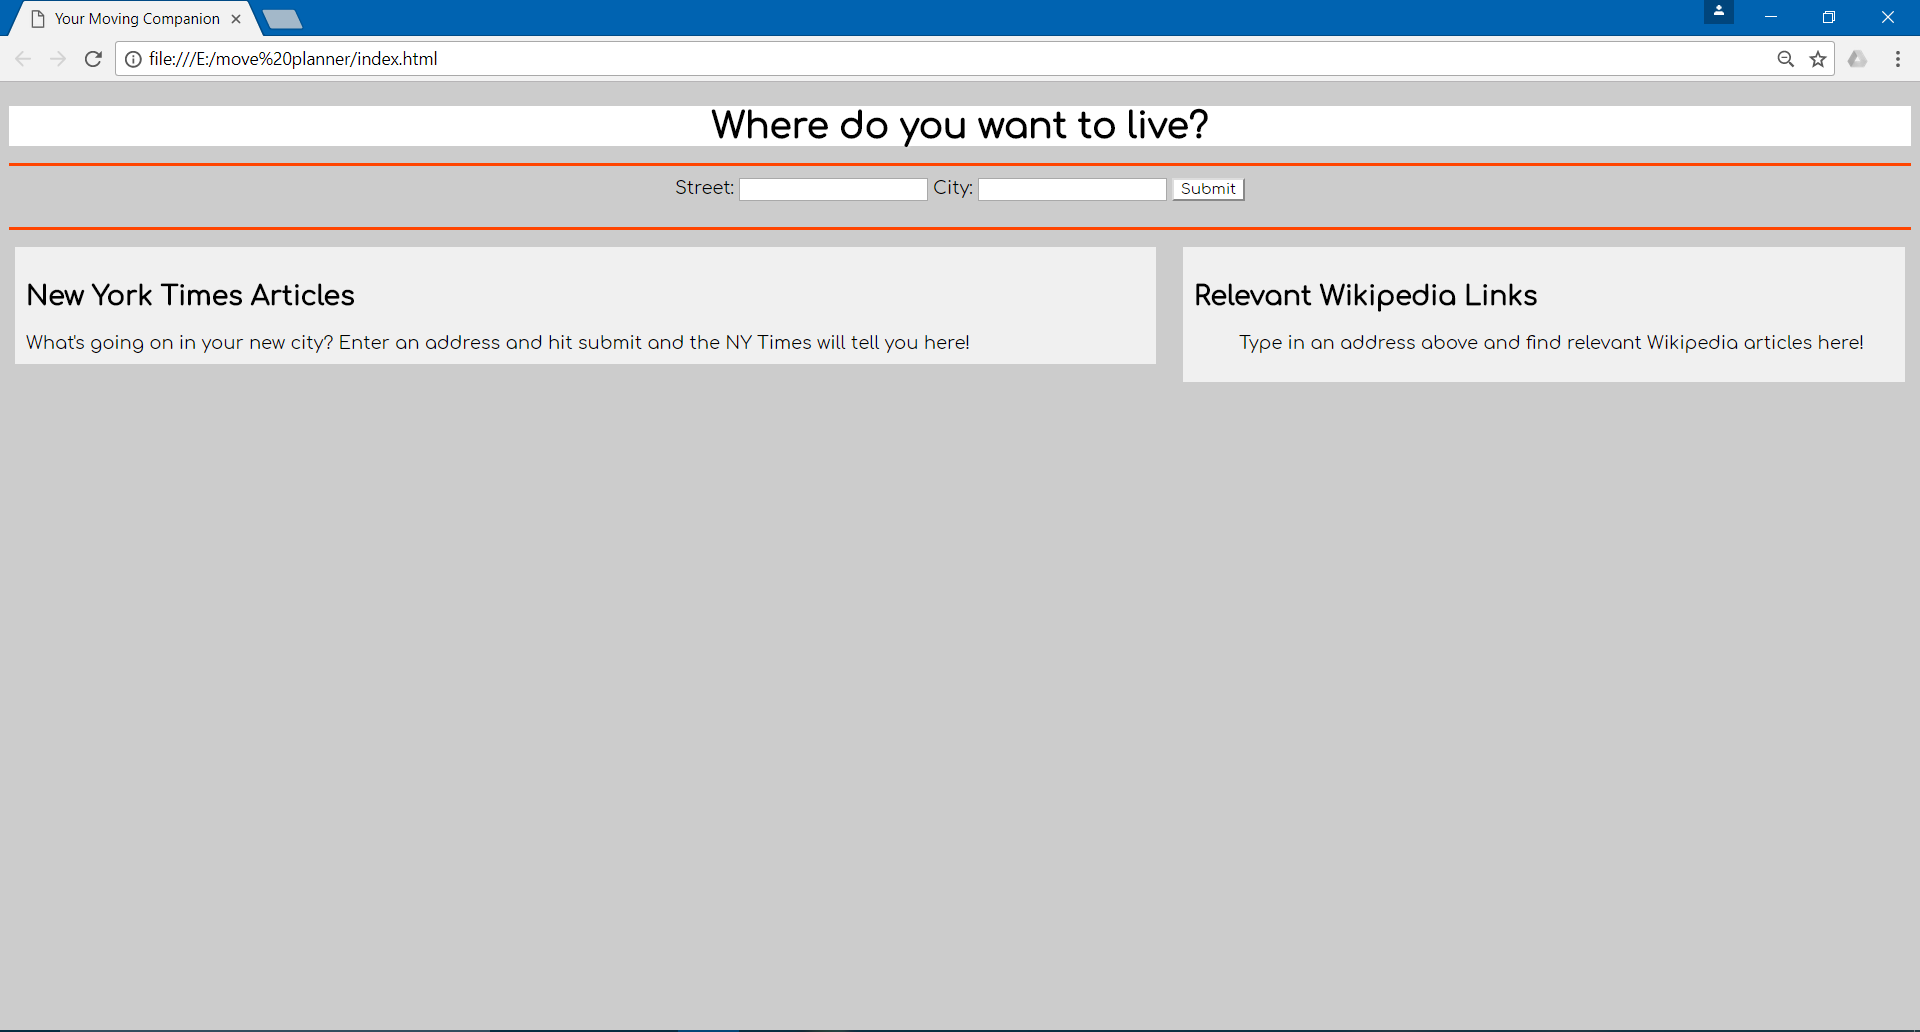 Your Moving Companion
file:///E:/move%20planner/index.html
Where do you want to live?
Street: City: Submit
New York Times Articles
What's going on in your new city? Enter an address and hit submit and the NY Times will tell you here!
Relevant Wikipedia Links
Type in an address above and find relevant Wikipedia articles here!